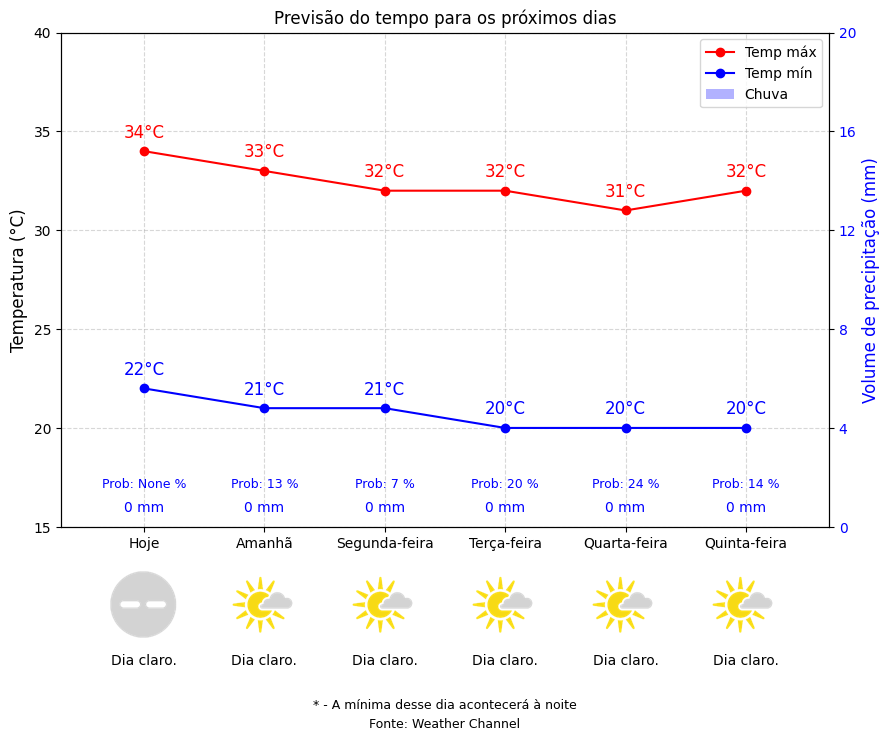 Previsão do tempo para os próximos dias
Temp máx
Temp mín
Chuva
Temperatura (°C)
40
35
30
25
20
15
Volume de precipitação (mm)
20
16
12
8
4
0
34°C 33°C 32°C 32°C 31°C 32°C
22°C 21°C 21°C 20°C 20°C 20°C
Prob: None % Prob: 13 % Prob: 7 % Prob: 20 % Prob: 24 % Prob: 14 %
0 mm 0 mm 0 mm 0 mm 0 mm 0 mm
Hoje Amanhã Segunda-feira Terça-feira Quarta-feira Quinta-feira
Dia claro. Dia claro. Dia claro. Dia claro. Dia claro. Dia claro.
* - A mínima desse dia acontecerá à noite
Fonte: Weather Channel